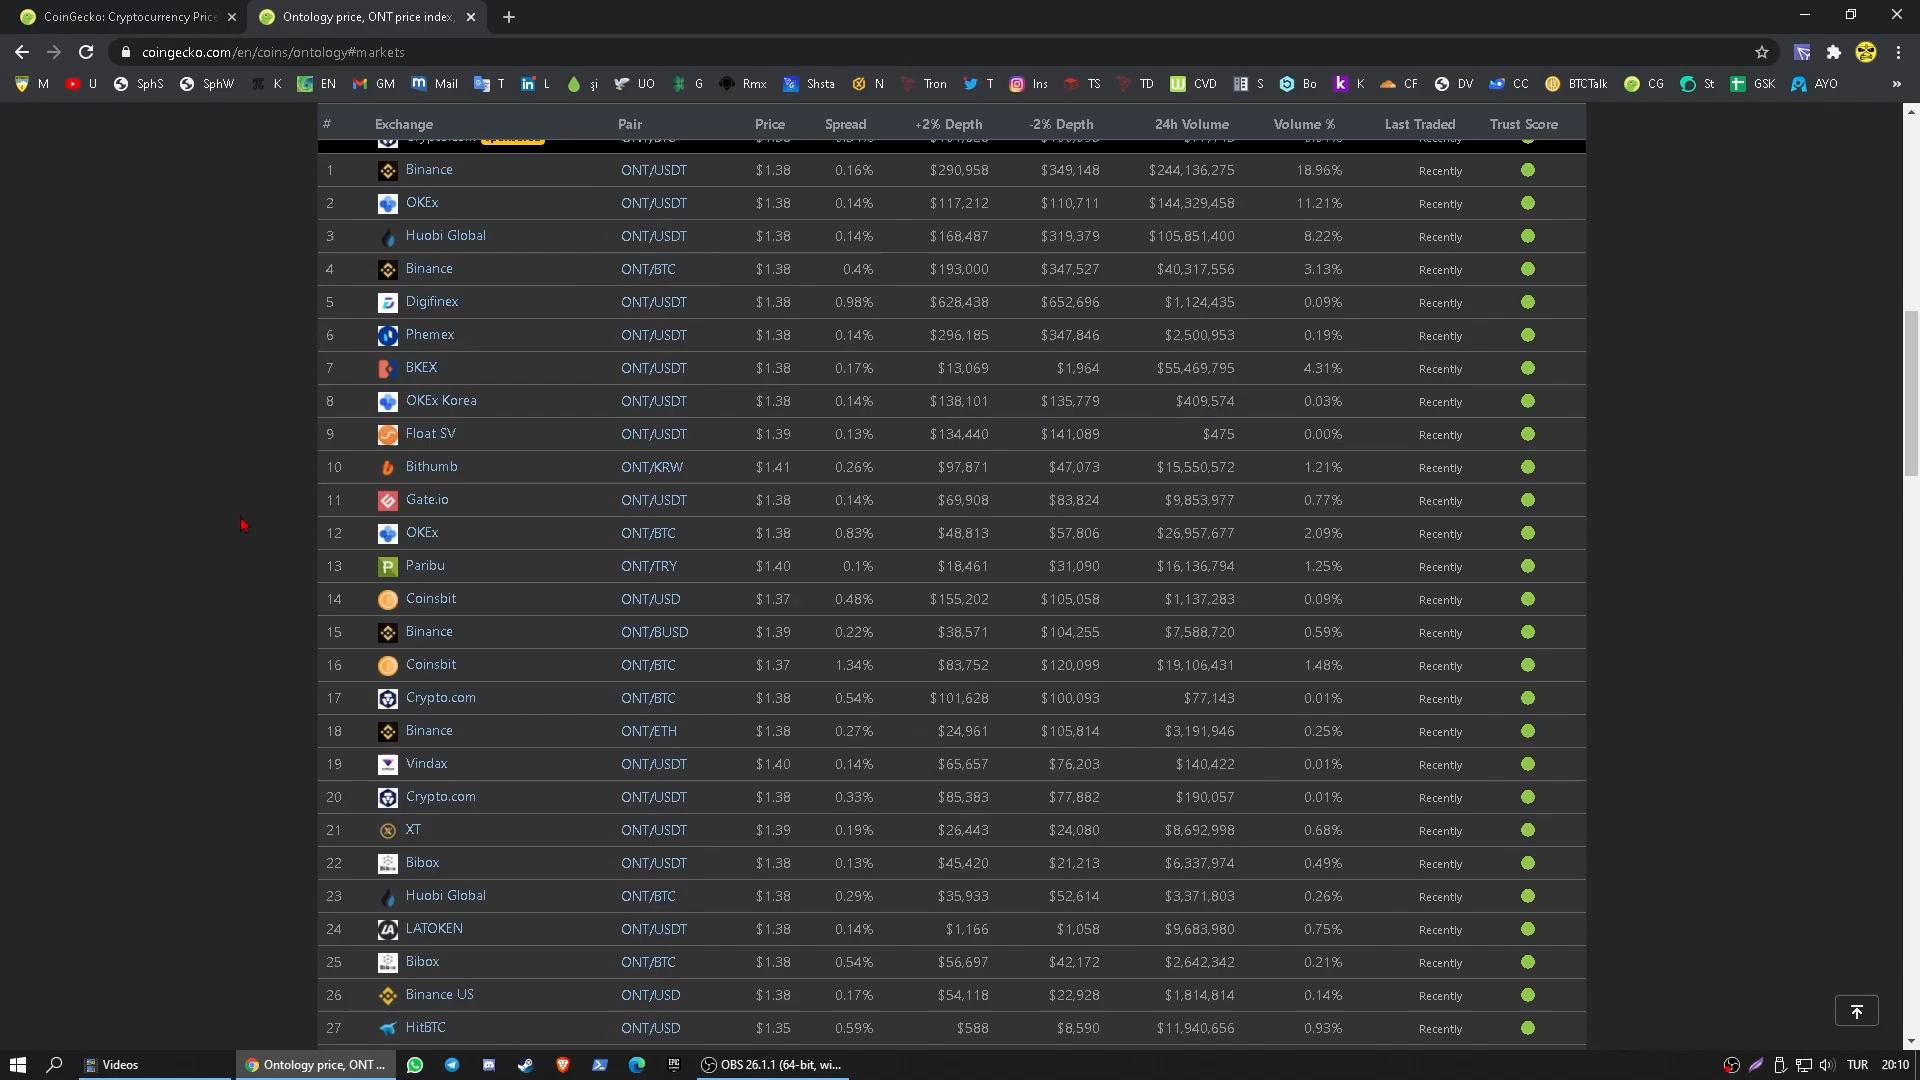 CoinGecko: Cryptocurrency Price
Ontology price, ONT price index,
coingecko.com/en/coins/ontology#markets
M U SphS SphW K EN GM Mail T L şi UO G Rmx Shsta N Tron T Ins TS TD CVD S Bo K CF DV CC BTCTalk CG St GSK AYO »
# Exchange Pair Price Spread +2% Depth -2% Depth 24h Volume Volume % Last Traded Trust Score
1 Binance ONT/USDT $1.38 0.16% $290,958 $349,148 $244,136,275 18.96% Recently
2 OKEx ONT/USDT $1.38 0.14% $117,212 $110,711 $144,329,458 11.21% Recently
3 Huobi Global ONT/USDT $1.38 0.14% $168,487 $319,379 $105,851,400 8.22% Recently
4 Binance ONT/BTC $1.38 0.4% $193,000 $347,527 $40,317,556 3.13% Recently
5 Digifinex ONT/USDT $1.38 0.98% $628,438 $652,696 $1,124,435 0.09% Recently
6 Phemex ONT/USDT $1.38 0.14% $296,185 $347,846 $2,500,953 0.19% Recently
7 BKEX ONT/USDT $1.38 0.17% $13,069 $1,964 $55,469,795 4.31% Recently
8 OKEx Korea ONT/USDT $1.38 0.14% $138,101 $135,779 $409,574 0.03% Recently
9 Float SV ONT/USDT $1.39 0.13% $134,440 $141,089 $475 0.00% Recently
10 Bithumb ONT/KRW $1.41 0.26% $97,871 $47,073 $15,550,572 1.21% Recently
11 Gate.io ONT/USDT $1.38 0.14% $69,908 $83,824 $9,853,977 0.77% Recently
12 OKEx ONT/BTC $1.38 0.83% $48,813 $57,806 $26,957,677 2.09% Recently
13 Paribu ONT/TRY $1.40 0.1% $18,461 $31,090 $16,136,794 1.25% Recently
14 Coinsbit ONT/USD $1.37 0.48% $155,202 $105,058 $1,137,283 0.09% Recently
15 Binance ONT/BUSD $1.39 0.22% $38,571 $104,255 $7,588,720 0.59% Recently
16 Coinsbit ONT/BTC $1.37 1.34% $83,752 $120,099 $19,106,431 1.48% Recently
17 Crypto.com ONT/BTC $1.38 0.54% $101,628 $100,093 $77,143 0.01% Recently
18 Binance ONT/ETH $1.38 0.27% $24,961 $105,814 $3,191,946 0.25% Recently
19 Vindax ONT/USDT $1.40 0.14% $65,657 $76,203 $140,422 0.01% Recently
20 Crypto.com ONT/USDT $1.38 0.33% $85,383 $77,882 $190,057 0.01% Recently
21 XT ONT/USDT $1.39 0.19% $26,443 $24,080 $8,692,998 0.68% Recently
22 Bibox ONT/USDT $1.38 0.13% $45,420 $21,213 $6,337,974 0.49% Recently
23 Huobi Global ONT/BTC $1.38 0.29% $35,933 $52,614 $3,371,803 0.26% Recently
24 LATOKEN ONT/USDT $1.38 0.14% $1,166 $1,058 $9,683,980 0.75% Recently
25 Bibox ONT/BTC $1.38 0.54% $56,697 $42,172 $2,642,342 0.21% Recently
26 Binance US ONT/USD $1.38 0.17% $54,118 $22,928 $1,814,814 0.14% Recently
27 HitBTC ONT/USD $1.35 0.59% $588 $8,590 $11,940,656 0.93% Recently
Videos Ontology price, ONT ... OBS 26.1.1 (64-bit, wi... TUR 20:10